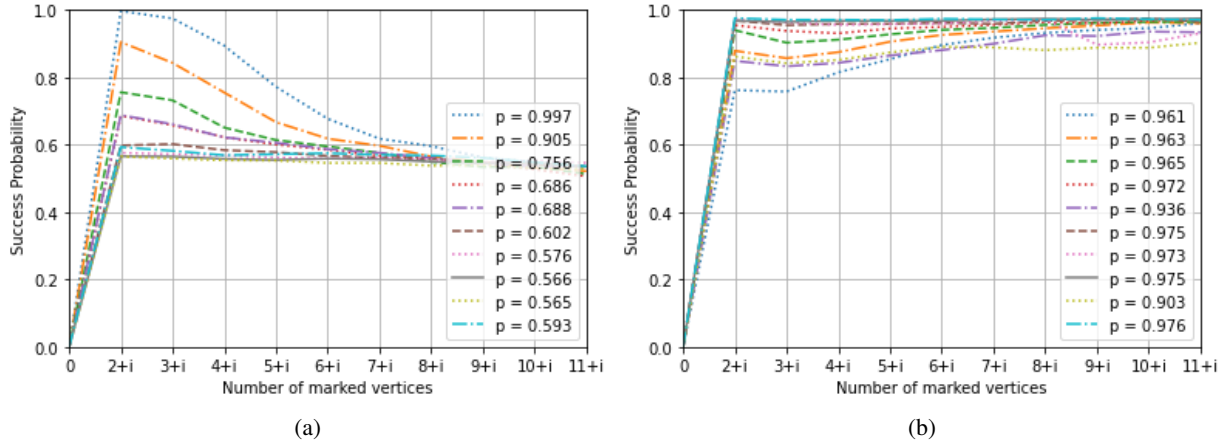 1.0
0.8
0.6
0.4
0.2
0.0
Success Probability
0 2+i 3+i 4+i 5+i 6+i 7+i 8+i 9+i 10+i 11+i
Number of marked vertices
p = 0.997
p = 0.905
p = 0.756
p = 0.686
p = 0.688
p = 0.602
p = 0.576
p = 0.566
p = 0.565
p = 0.593
(a)
1.0
0.8
0.6
0.4
0.2
0.0
Success Probability
0 2+i 3+i 4+i 5+i 6+i 7+i 8+i 9+i 10+i 11+i
Number of marked vertices
p = 0.961
p = 0.963
p = 0.965
p = 0.972
p = 0.936
p = 0.975
p = 0.973
p = 0.975
p = 0.903
p = 0.976
(b)